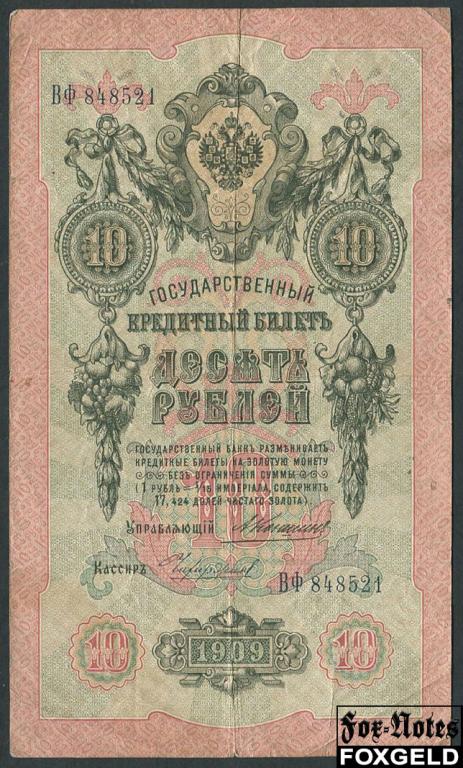 ВФ 848521
10 10
ГОСУДАРСТВЕННЫЙ
КРЕДИТНЫЙ БИЛЕТЪ
ДЕСЯТЬ
РУБЛЕЙ
ГОСУДАРСТВЕННЫЙ БАНКЪ РАЗМѢНИВАЕТЪ
КРЕДИТНЫЕ БИЛЕТЫ НА ЗОЛОТУЮ МОНЕТУ
БЕЗЪ ОГРАНИЧЕНІЯ СУММЫ
(1 РУБЛЬ = 1/15 ИМПЕРІАЛА, СОДЕРЖИТЪ
17,424 ДОЛЕЙ ЧИСТАГО ЗОЛОТА).
УПРАВЛЯЮЩІЙ
КАССИРЪ
ВФ 848521
10 1909 10
Fox-Notes
FOXGELD